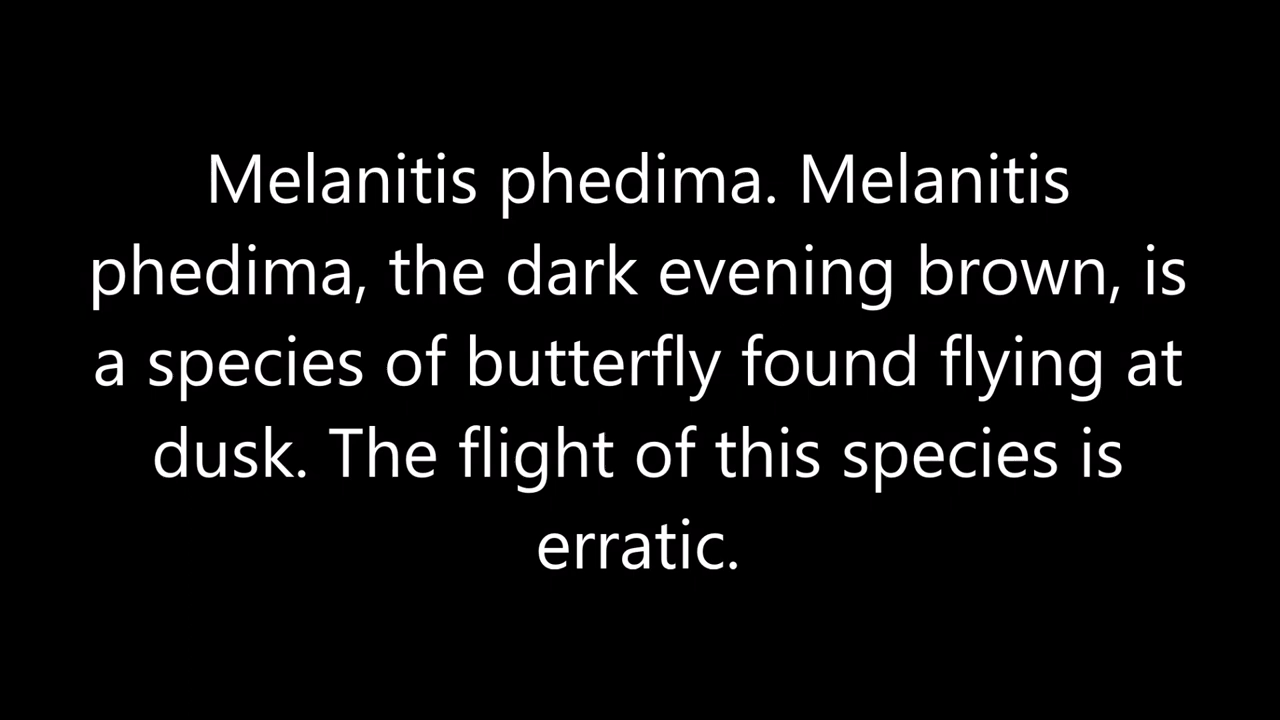 Melanitis phedima. Melanitis
phedima, the dark evening brown, is
a species of butterfly found flying at
dusk. The flight of this species is
erratic.